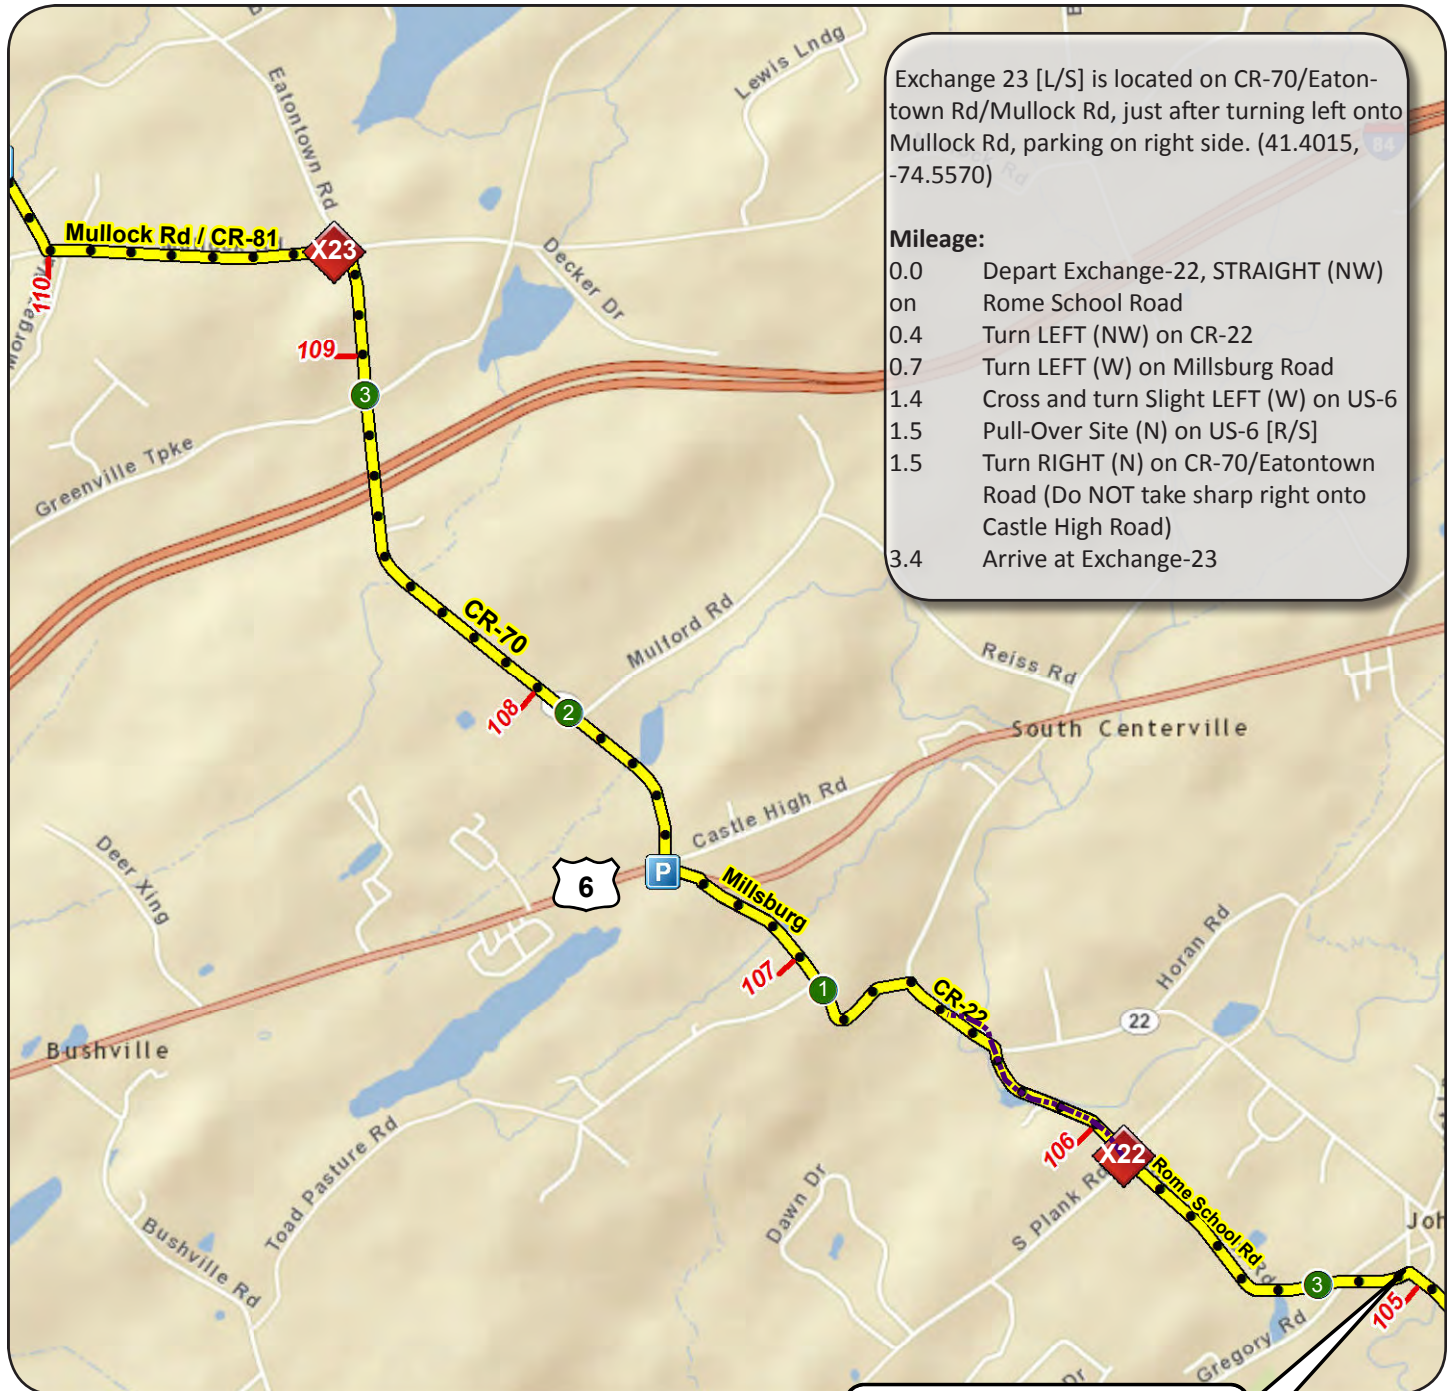 Exchange 23 [L/S] is located on CR-70/Eaton-
town Rd/Mullock Rd, just after turning left onto
Mullock Rd, parking on right side. (41.4015,
-74.5570)
Mileage:
0.0 Depart Exchange-22, STRAIGHT (NW)
on Rome School Road
0.4 Turn LEFT (NW) on CR-22
0.7 Turn LEFT (W) on Millsburg Road
1.4 Cross and turn Slight LEFT (W) on US-6
1.5 Pull-Over Site (N) on US-6 [R/S]
1.5 Turn RIGHT (N) on CR-70/Eatontown
Road (Do NOT take sharp right onto
Castle High Road)
3.4 Arrive at Exchange-23
Lewis Lndg
Eatontown Rd
84
Mullock Rd / CR-81
X23
Decker Dr
110
109
3
Greenville Tpke
CR-70
Mulford Rd
Reiss Rd
108
2
South Centerville
Castle High Rd
Deer Xing
6
P
Millsburg
107
1
CR-22
Horan Rd
22
Bushville
106
X22
Rome School Rd
Toad Pasture Rd
Dawn Dr
S Plank Rd
Bushville Rd
3
105
Gregory Rd
Dr